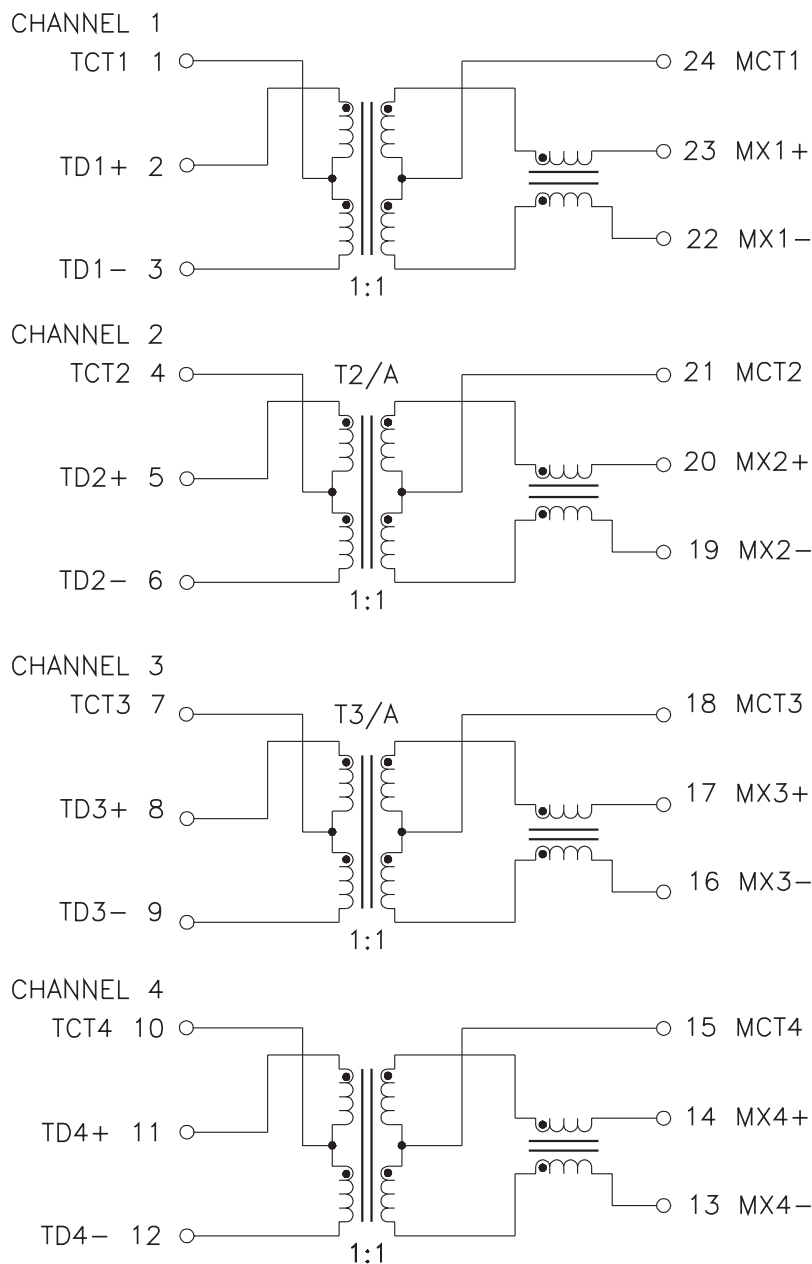 CHANNEL 1
TCT1 1
24 MCT1
TD1+ 2
23 MX1+
22 MX1-
TD1- 3
1:1
CHANNEL 2
TCT2 4
T2/A
21 MCT2
TD2+ 5
20 MX2+
19 MX2-
TD2- 6
1:1
CHANNEL 3
TCT3 7
T3/A
18 MCT3
TD3+ 8
17 MX3+
16 MX3-
TD3- 9
1:1
CHANNEL 4
TCT4 10
15 MCT4
TD4+ 11
14 MX4+
13 MX4-
TD4- 12
1:1